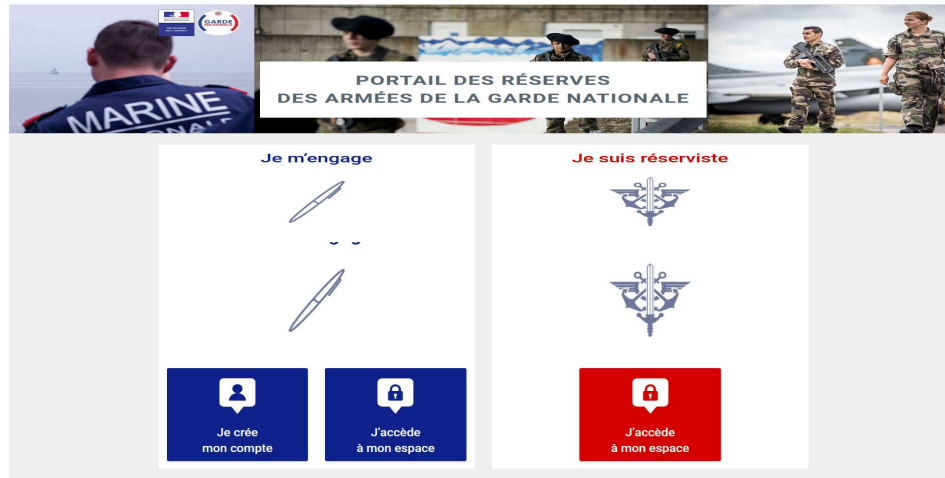 GARDE
PORTAIL DES RÉSERVES
DES ARMÉES DE LA GARDE NATIONALE
MARINE
Je m'engage
Je suis réserviste
Je crée
mon compte
J'accède
à mon espace
J'accède
à mon espace